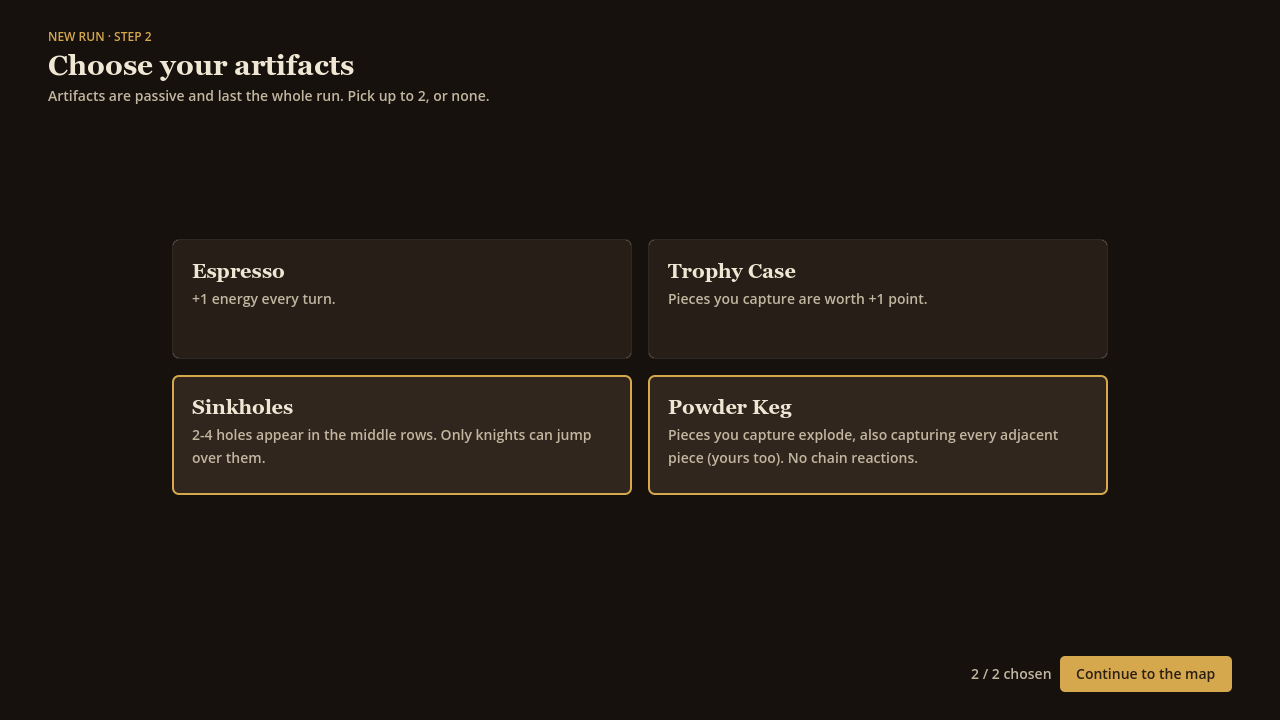 NEW RUN · STEP 2
Choose your artifacts
Artifacts are passive and last the whole run. Pick up to 2, or none.
Espresso
+1 energy every turn.
Trophy Case
Pieces you capture are worth +1 point.
Sinkholes
2-4 holes appear in the middle rows. Only knights can jump
over them.
Powder Keg
Pieces you capture explode, also capturing every adjacent
piece (yours too). No chain reactions.
2 / 2 chosen
Continue to the map